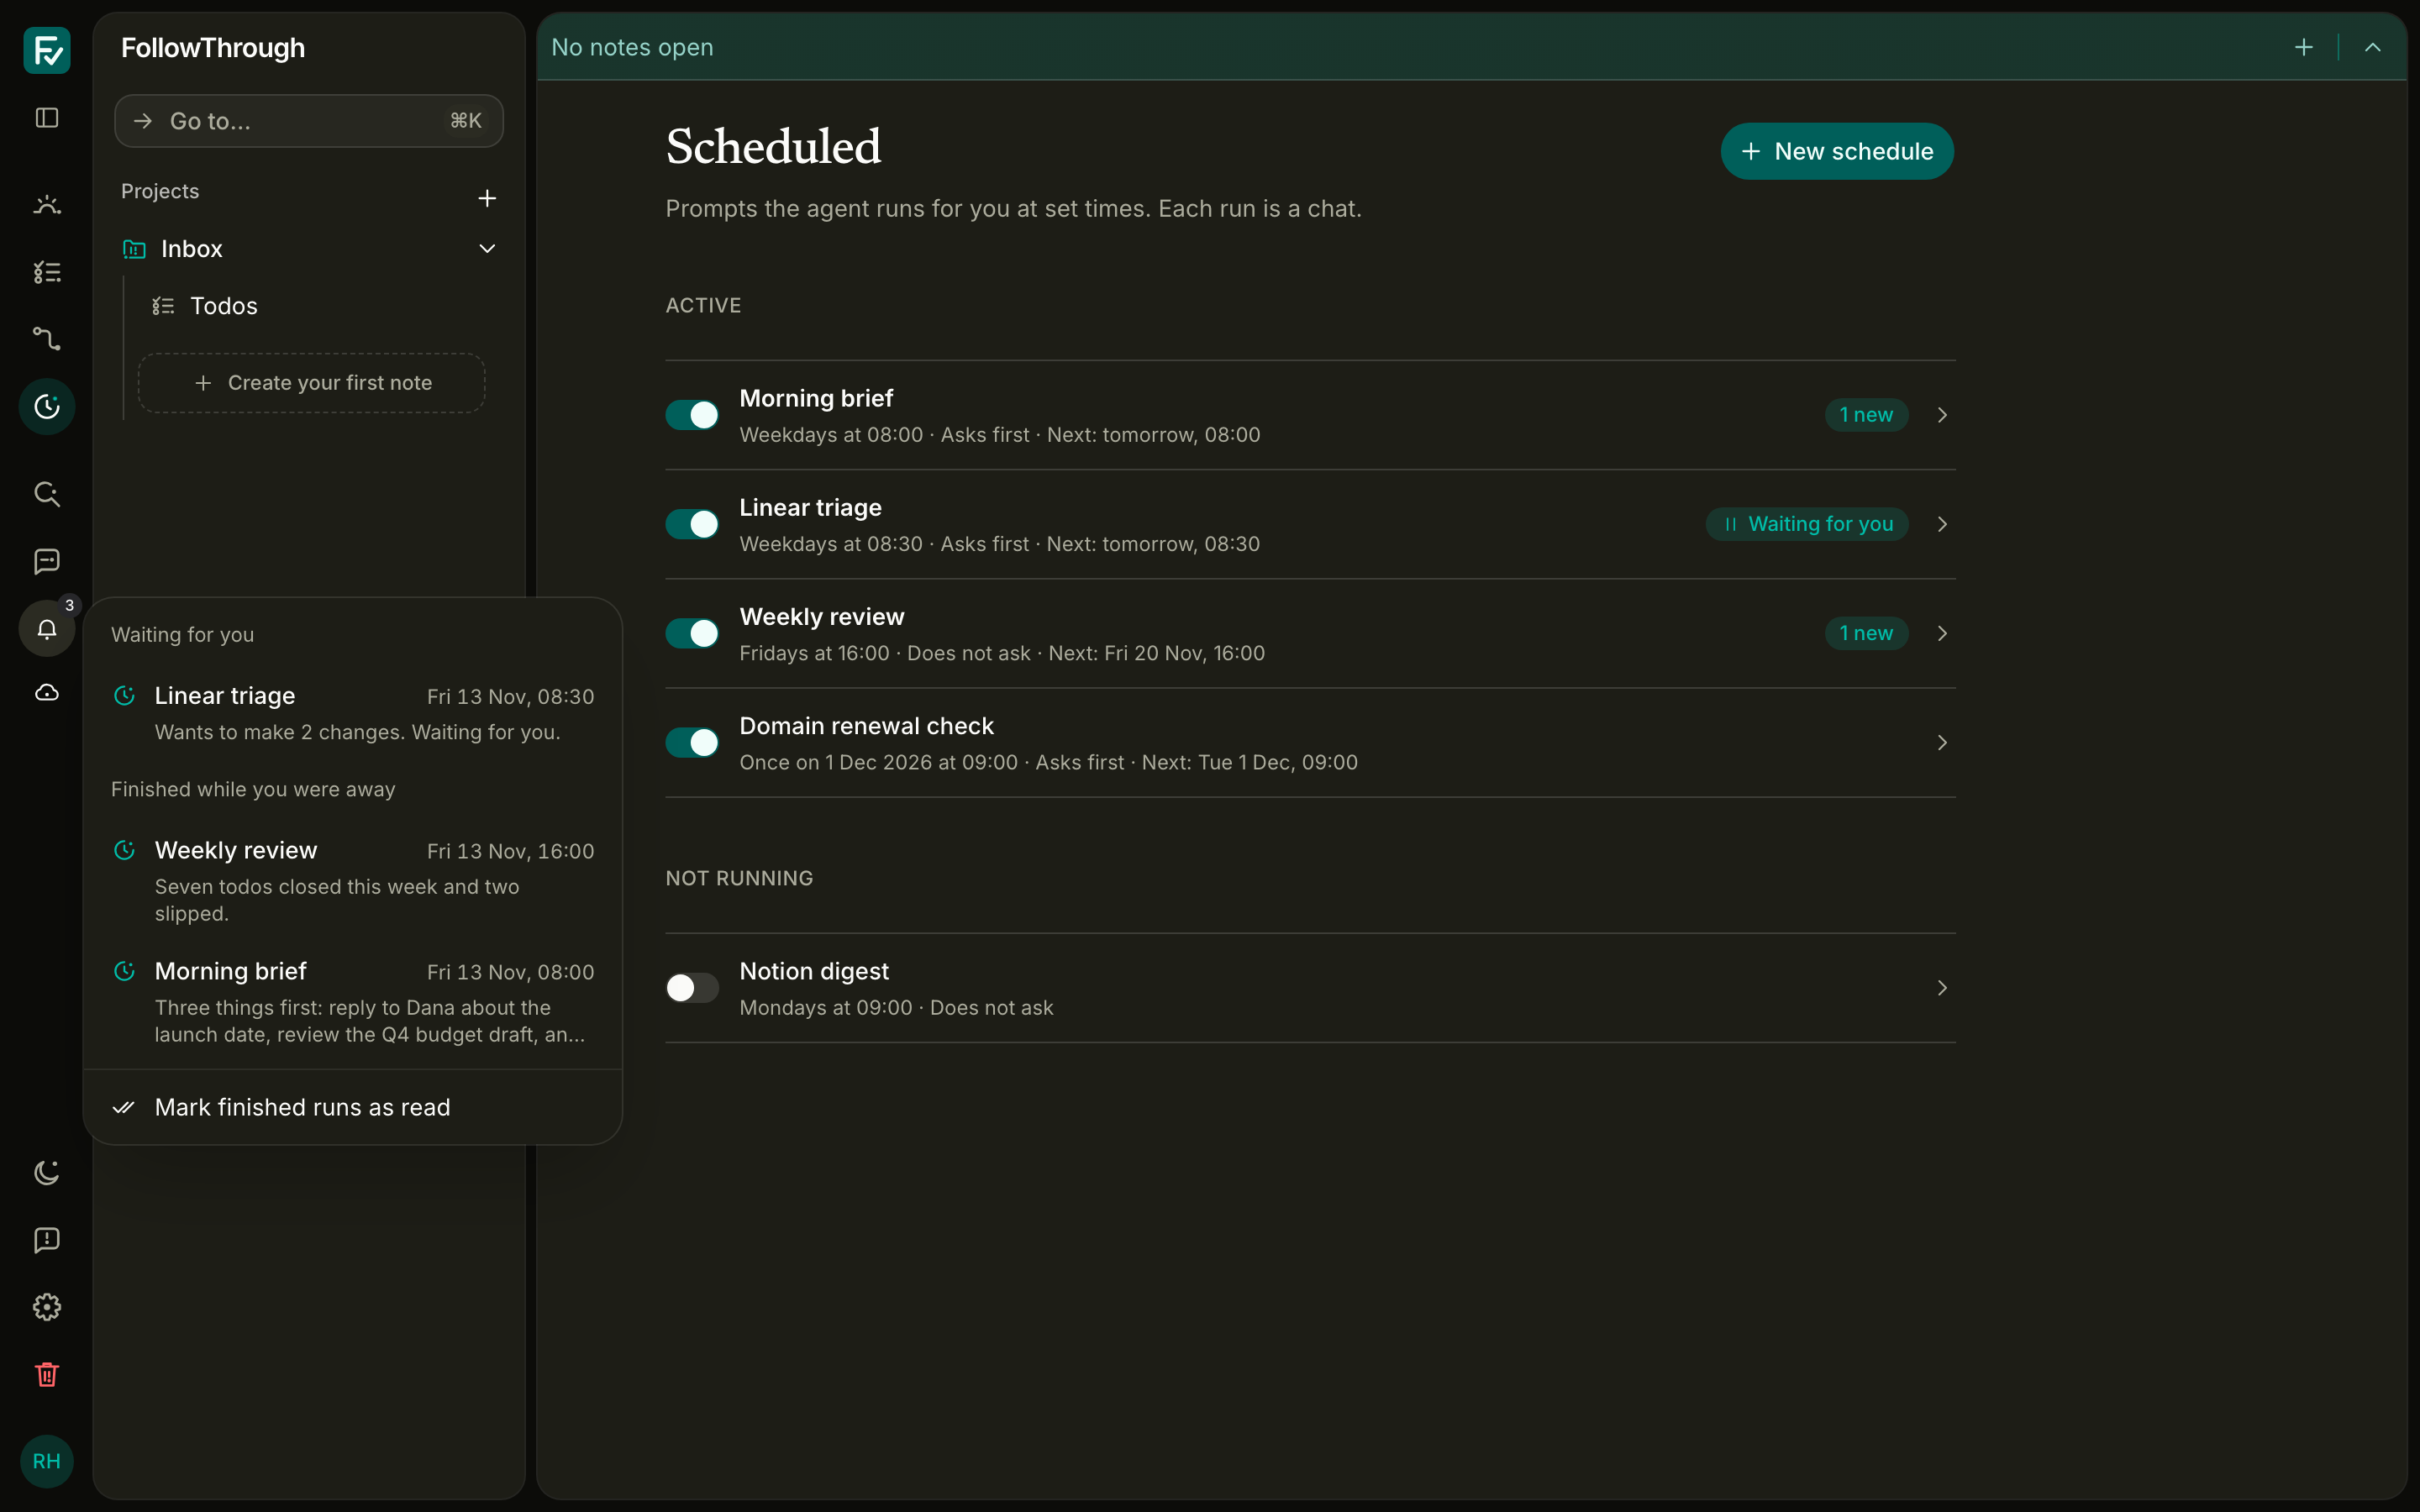 FollowThrough
Go to...
⌘K
Projects
Inbox
Todos
Create your first note
3
Waiting for you
Linear triage
Fri 13 Nov, 08:30
Wants to make 2 changes. Waiting for you.
Finished while you were away
Weekly review
Fri 13 Nov, 16:00
Seven todos closed this week and two
slipped.
Morning brief
Fri 13 Nov, 08:00
Three things first: reply to Dana about the
launch date, review the Q4 budget draft, an...
Mark finished runs as read
RH
No notes open
Scheduled
New schedule
Prompts the agent runs for you at set times. Each run is a chat.
ACTIVE
Morning brief
Weekdays at 08:00 · Asks first · Next: tomorrow, 08:00
1 new
Linear triage
Weekdays at 08:30 · Asks first · Next: tomorrow, 08:30
Waiting for you
Weekly review
Fridays at 16:00 · Does not ask · Next: Fri 20 Nov, 16:00
1 new
Domain renewal check
Once on 1 Dec 2026 at 09:00 · Asks first · Next: Tue 1 Dec, 09:00
NOT RUNNING
Notion digest
Mondays at 09:00 · Does not ask